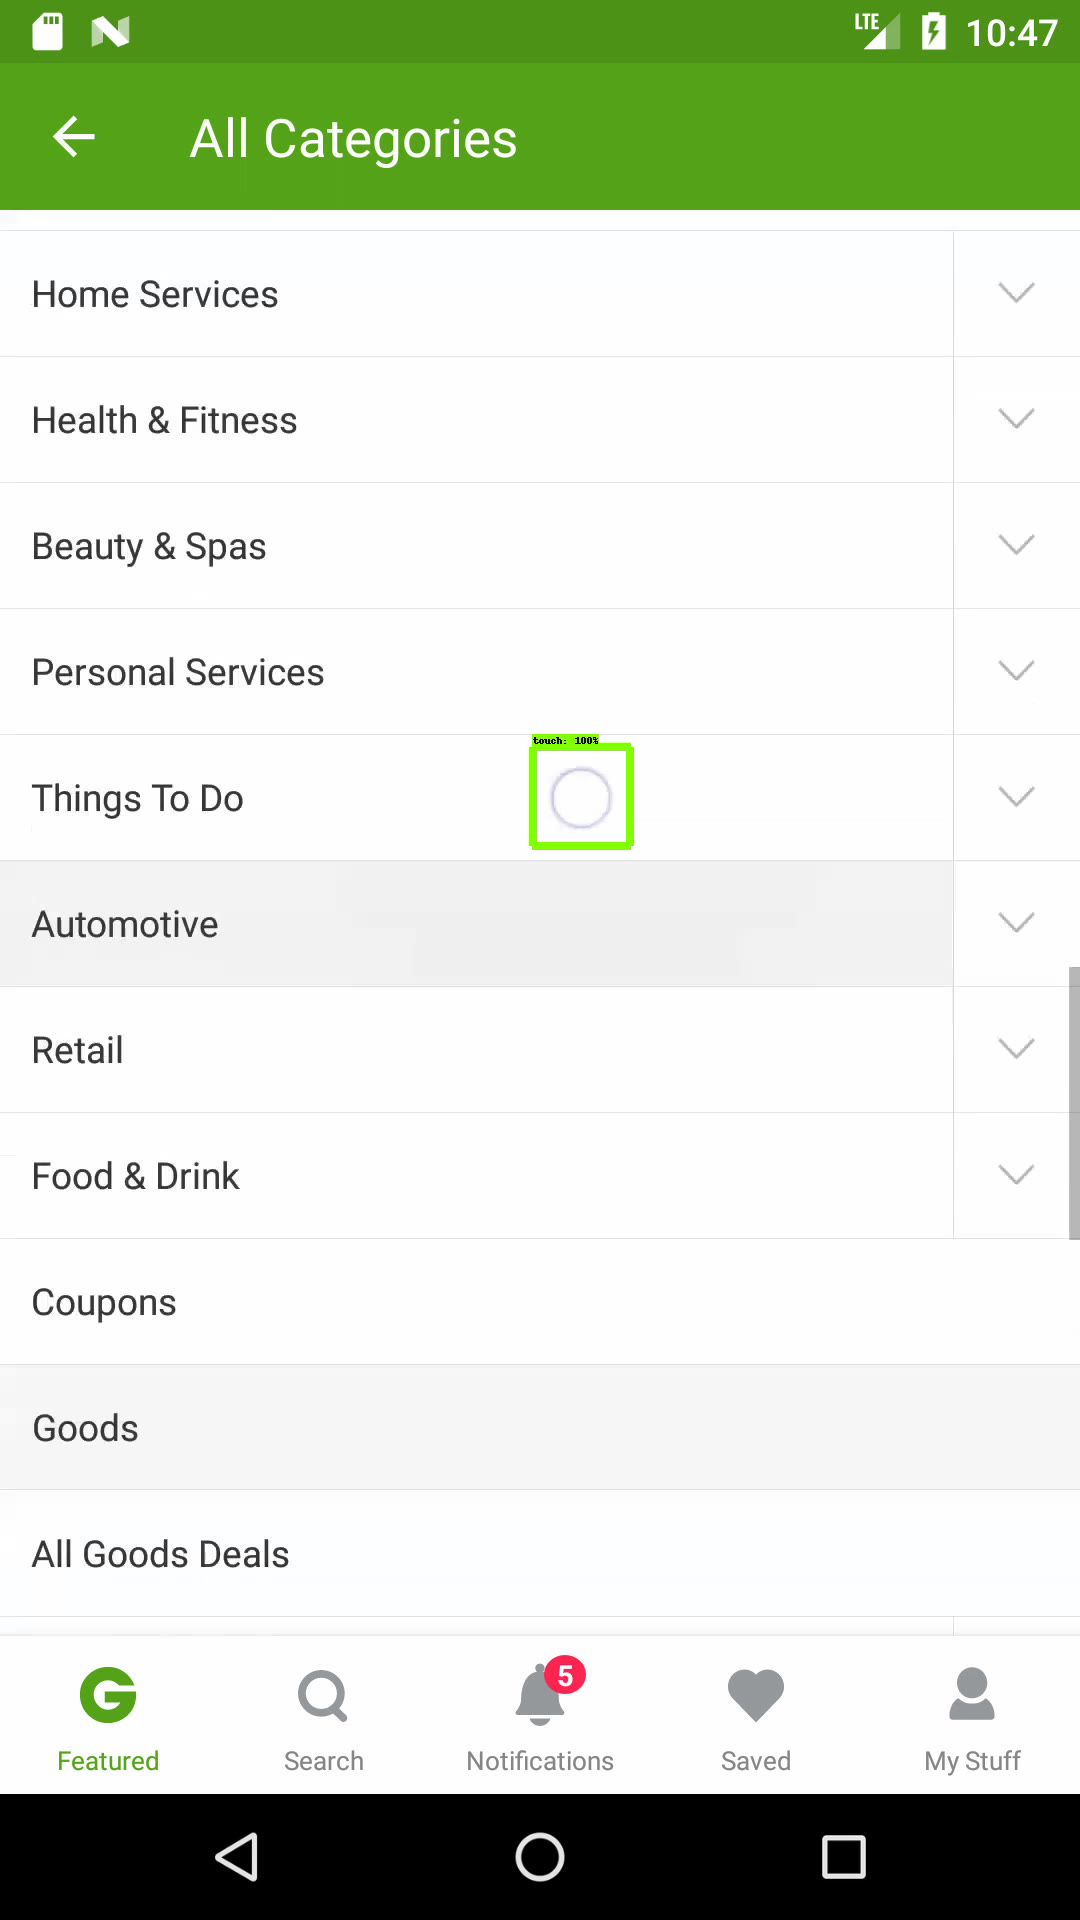 LTE 10:47
All Categories
Home Services
Health & Fitness
Beauty & Spas
Personal Services
touch: 100%
Things To Do
Automotive
Retail
Food & Drink
Coupons
Goods
All Goods Deals
5
Featured Search Notifications Saved My Stuff